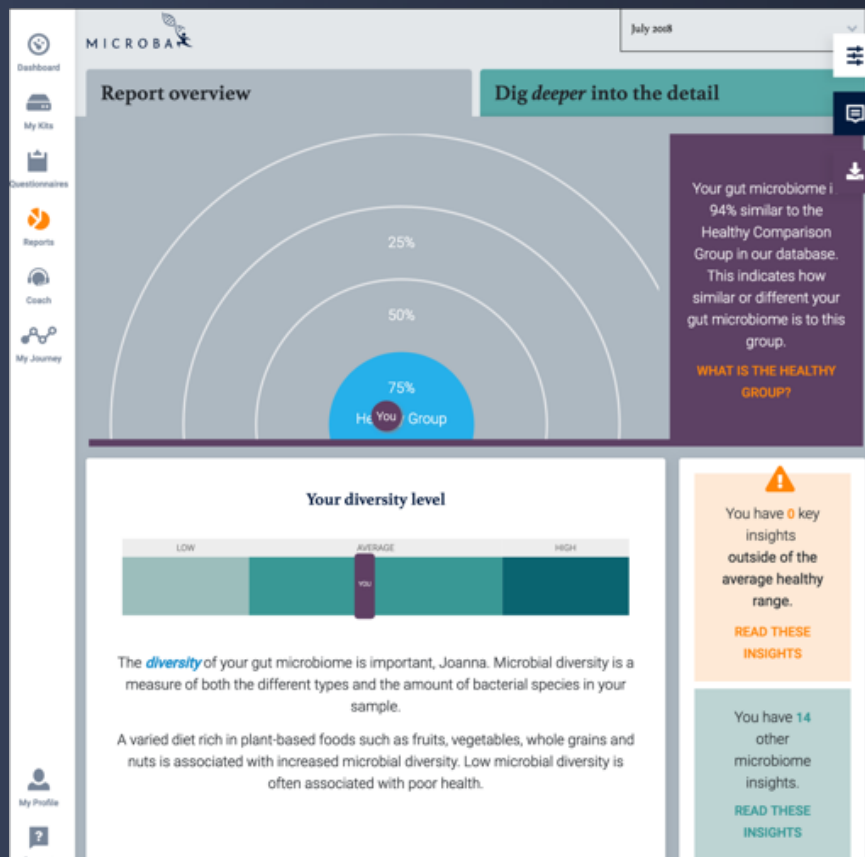 MICROBA
July 2018
Dashboard
My Kits
Questionnaires
Reports
Coach
My Journey
My Profile
Report overview
Dig deeper into the detail
25%
50%
75%
Group
You
Your gut microbiome
94% similar to the
Healthy Comparison
Group in our database.
This indicates how
similar or different your
gut microbiome is to this
group.
WHAT IS THE HEALTHY
GROUP?
Your diversity level
LOW
AVERAGE
HIGH
YOU
The diversity of your gut microbiome is important, Joanna. Microbial diversity is a
measure of both the different types and the amount of bacterial species in your
sample.
A varied diet rich in plant-based foods such as fruits, vegetables, whole grains and
nuts is associated with increased microbial diversity. Low microbial diversity is
often associated with poor health.
You have 0 key
insights
outside of the
average healthy
range.
READ THESE
INSIGHTS
You have 14
other
microbiome
insights.
READ THESE
INSIGHTS